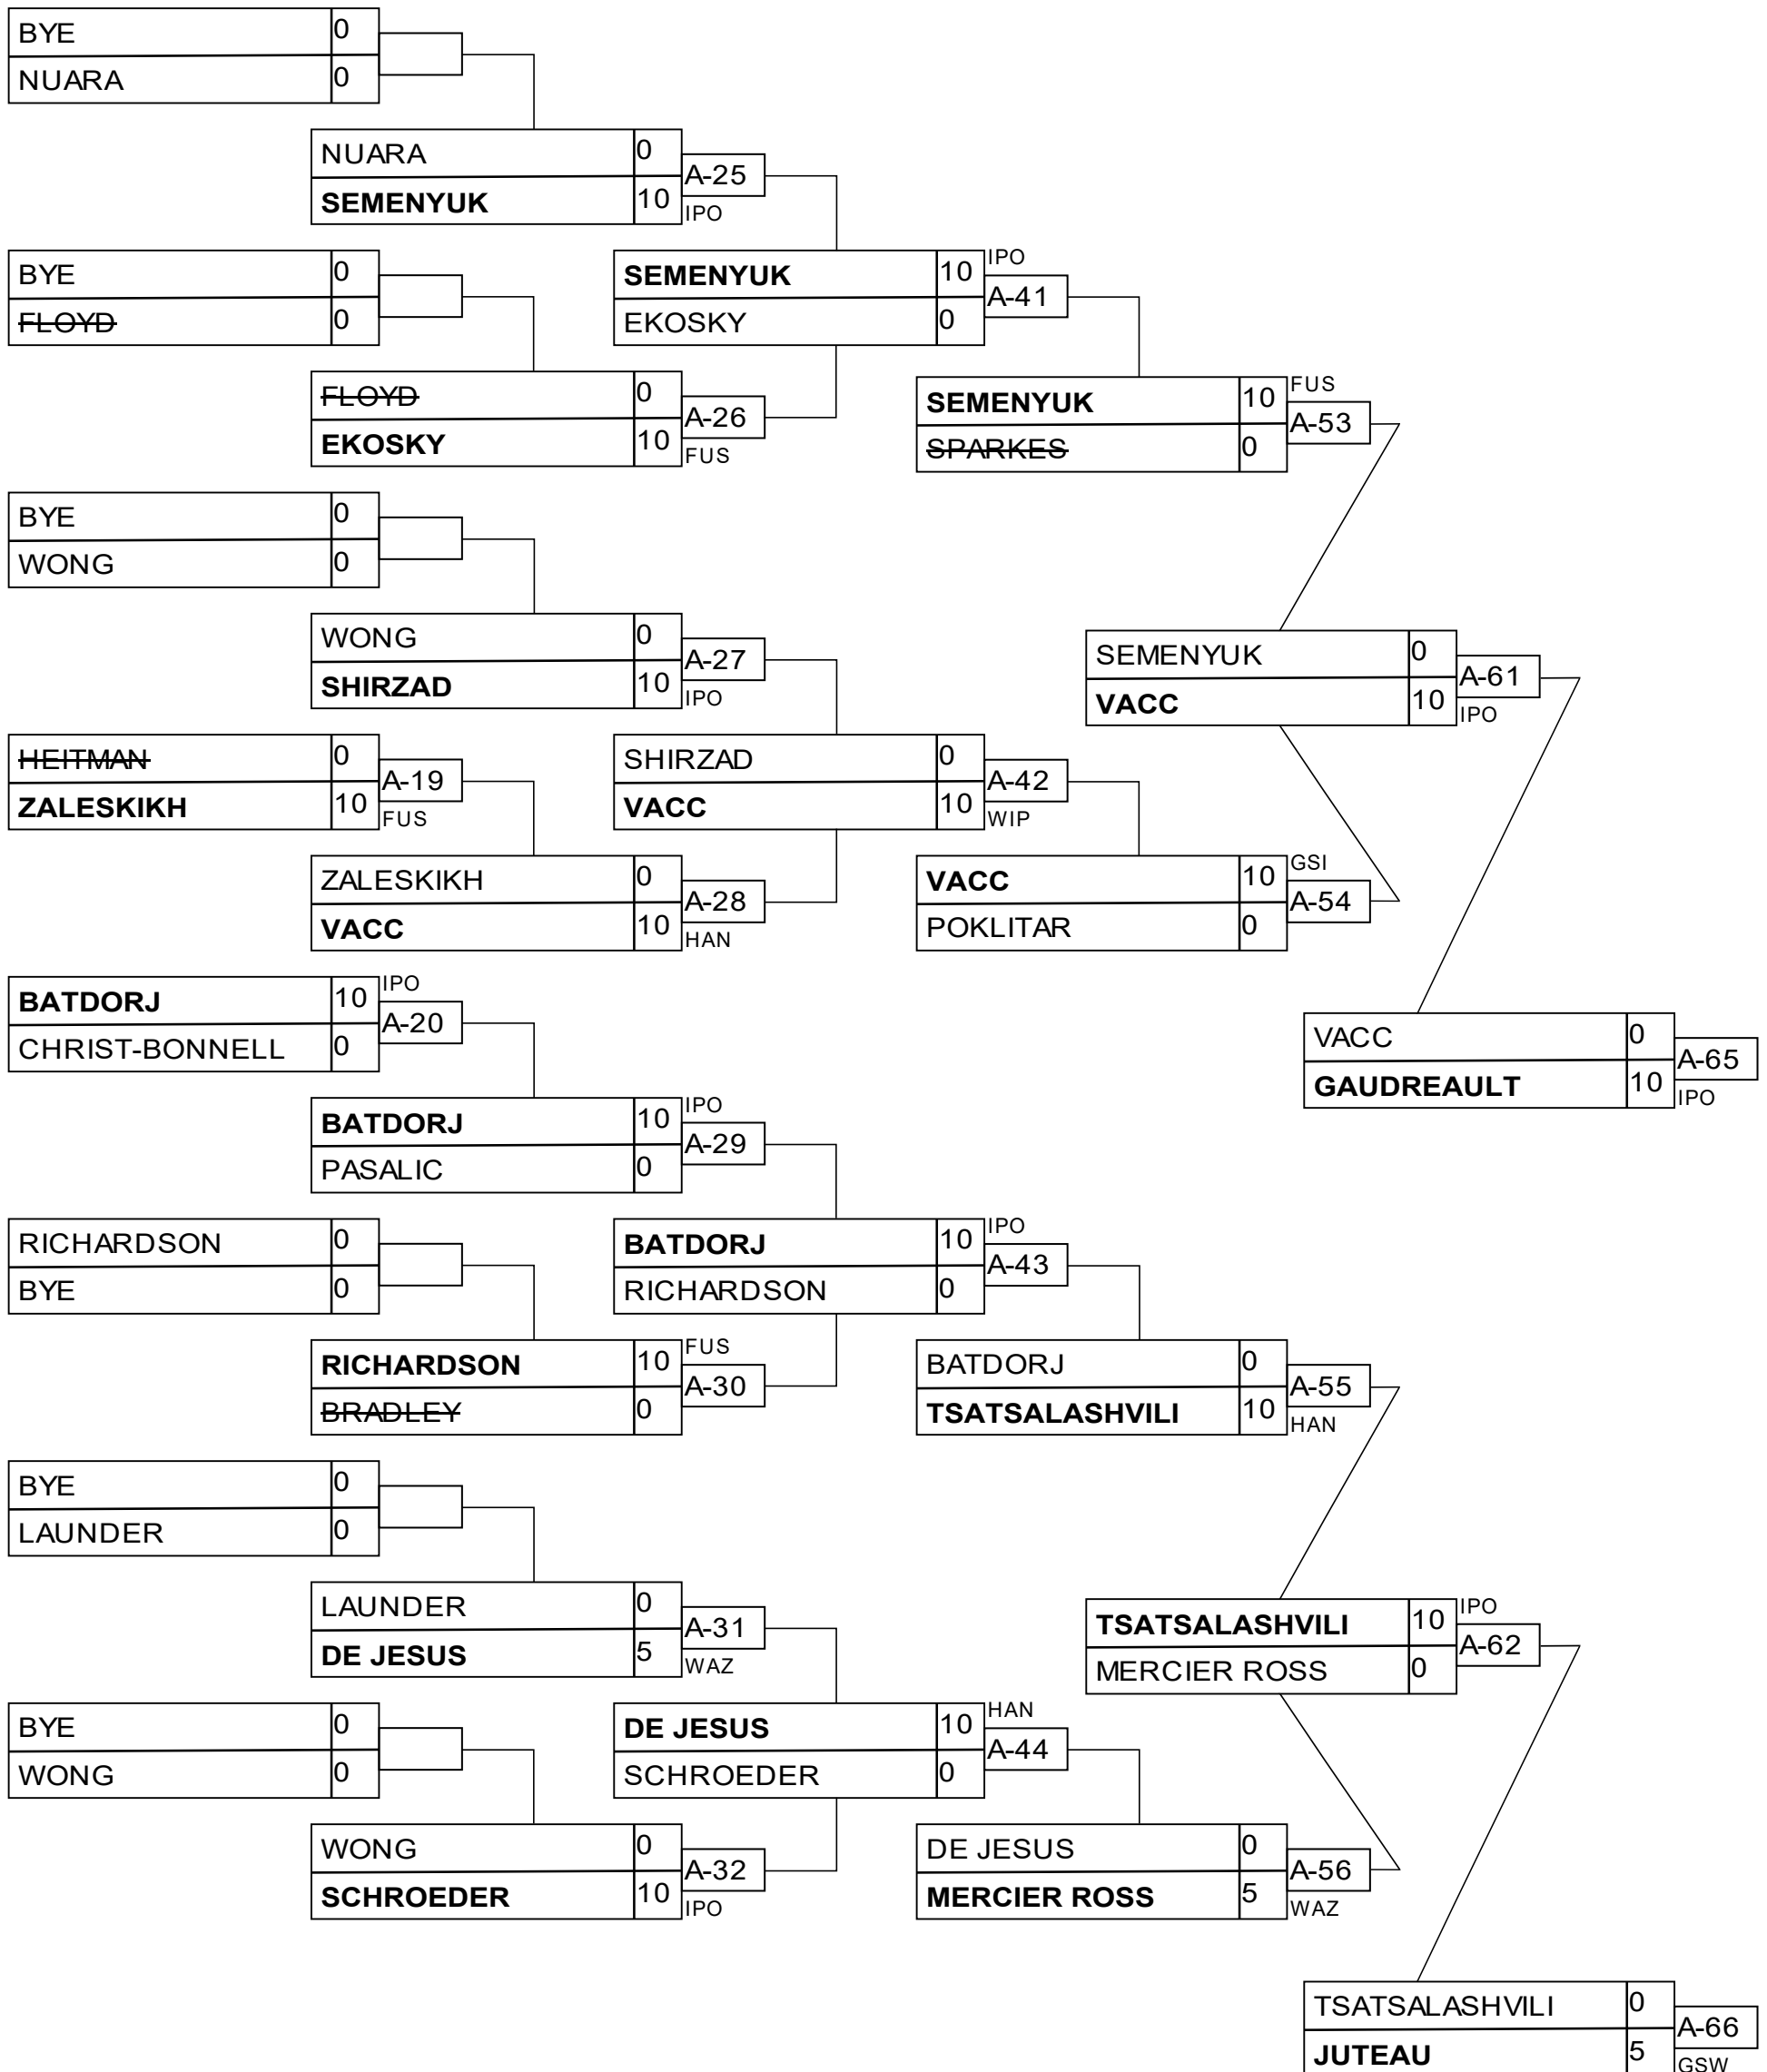 BYE 0
NUARA 0
NUARA 0
A-25
SEMENYUK 10
IPO
BYE 0
FLOYD 0
SEMENYUK 10
IPO
A-41
EKOSKY 0
FLOYD 0
A-26
EKOSKY 10
FUS
SEMENYUK 10
FUS
A-53
SPARKES 0
BYE 0
WONG 0
WONG 0
A-27
SHIRZAD 10
IPO
SEMENYUK 0
A-61
VACC 10
IPO
HEITMAN 0
A-19
ZALESKIKH 10
FUS
SHIRZAD 0
A-42
VACC 10
WIP
ZALESKIKH 0
A-28
VACC 10
HAN
VACC 10
GSI
A-54
POKLITAR 0
BATDORJ 10
IPO
A-20
CHRIST-BONNELL 0
VACC 0
A-65
GAUDREAULT 10
IPO
BATDORJ 10
IPO
A-29
PASALIC 0
RICHARDSON 0
BYE 0
BATDORJ 10
IPO
A-43
RICHARDSON 0
RICHARDSON 10
FUS
A-30
BRADLEY 0
BATDORJ 0
A-55
TSATSALASHVILI 10
HAN
BYE 0
LAUNDER 0
LAUNDER 0
A-31
DE JESUS 5
WAZ
TSATSALASHVILI 10
IPO
A-62
MERCIER ROSS 0
BYE 0
WONG 0
DE JESUS 10
HAN
A-44
SCHROEDER 0
WONG 0
A-32
SCHROEDER 10
IPO
DE JESUS 0
A-56
MERCIER ROSS 5
WAZ
TSATSALASHVILI 0
A-66
JUTEAU 5
GSW